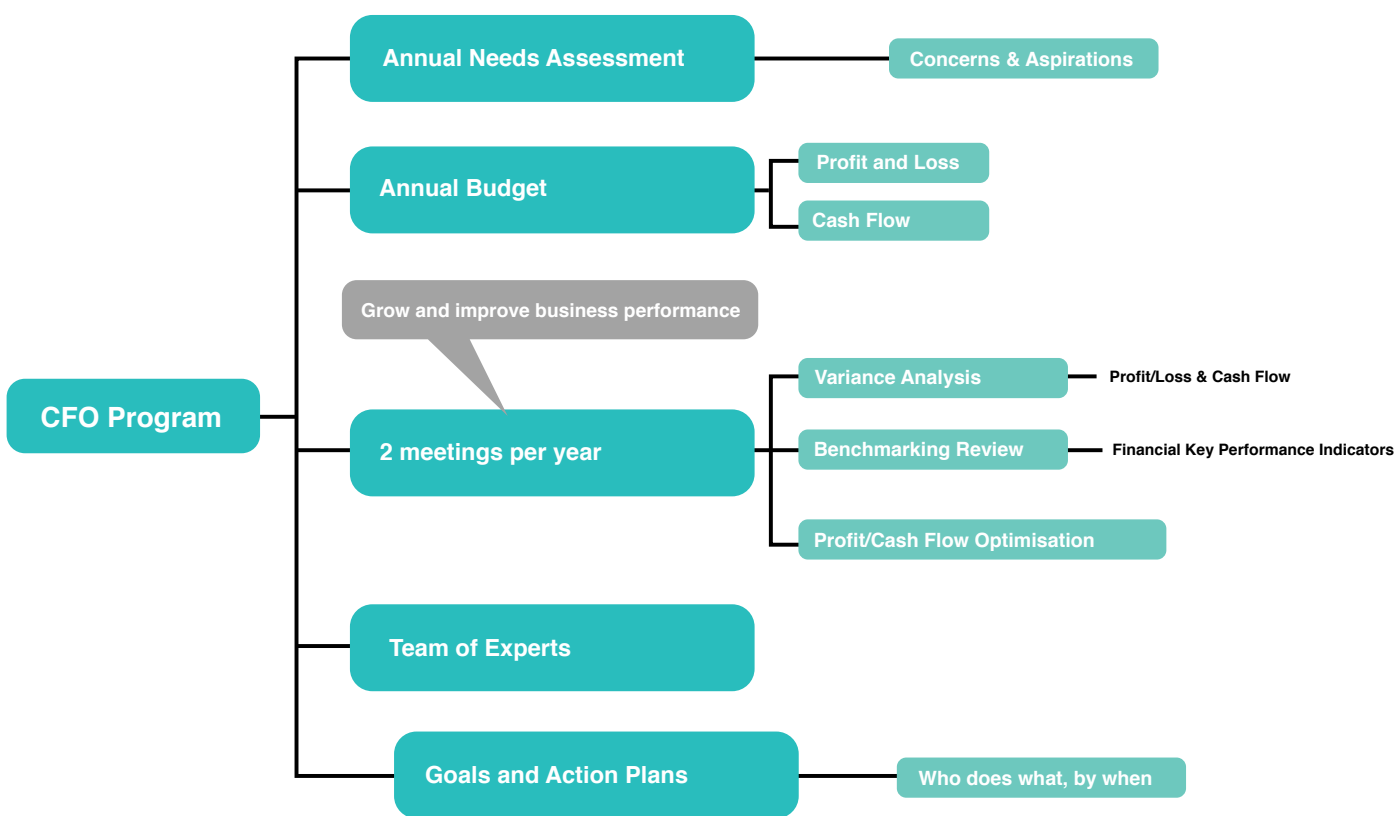 Annual Needs Assessment
Concerns & Aspirations
Annual Budget
Profit and Loss
Cash Flow
Grow and improve business performance
CFO Program
2 meetings per year
Variance Analysis
Profit/Loss & Cash Flow
Benchmarking Review
Financial Key Performance Indicators
Profit/Cash Flow Optimisation
Team of Experts
Goals and Action Plans
Who does what, by when